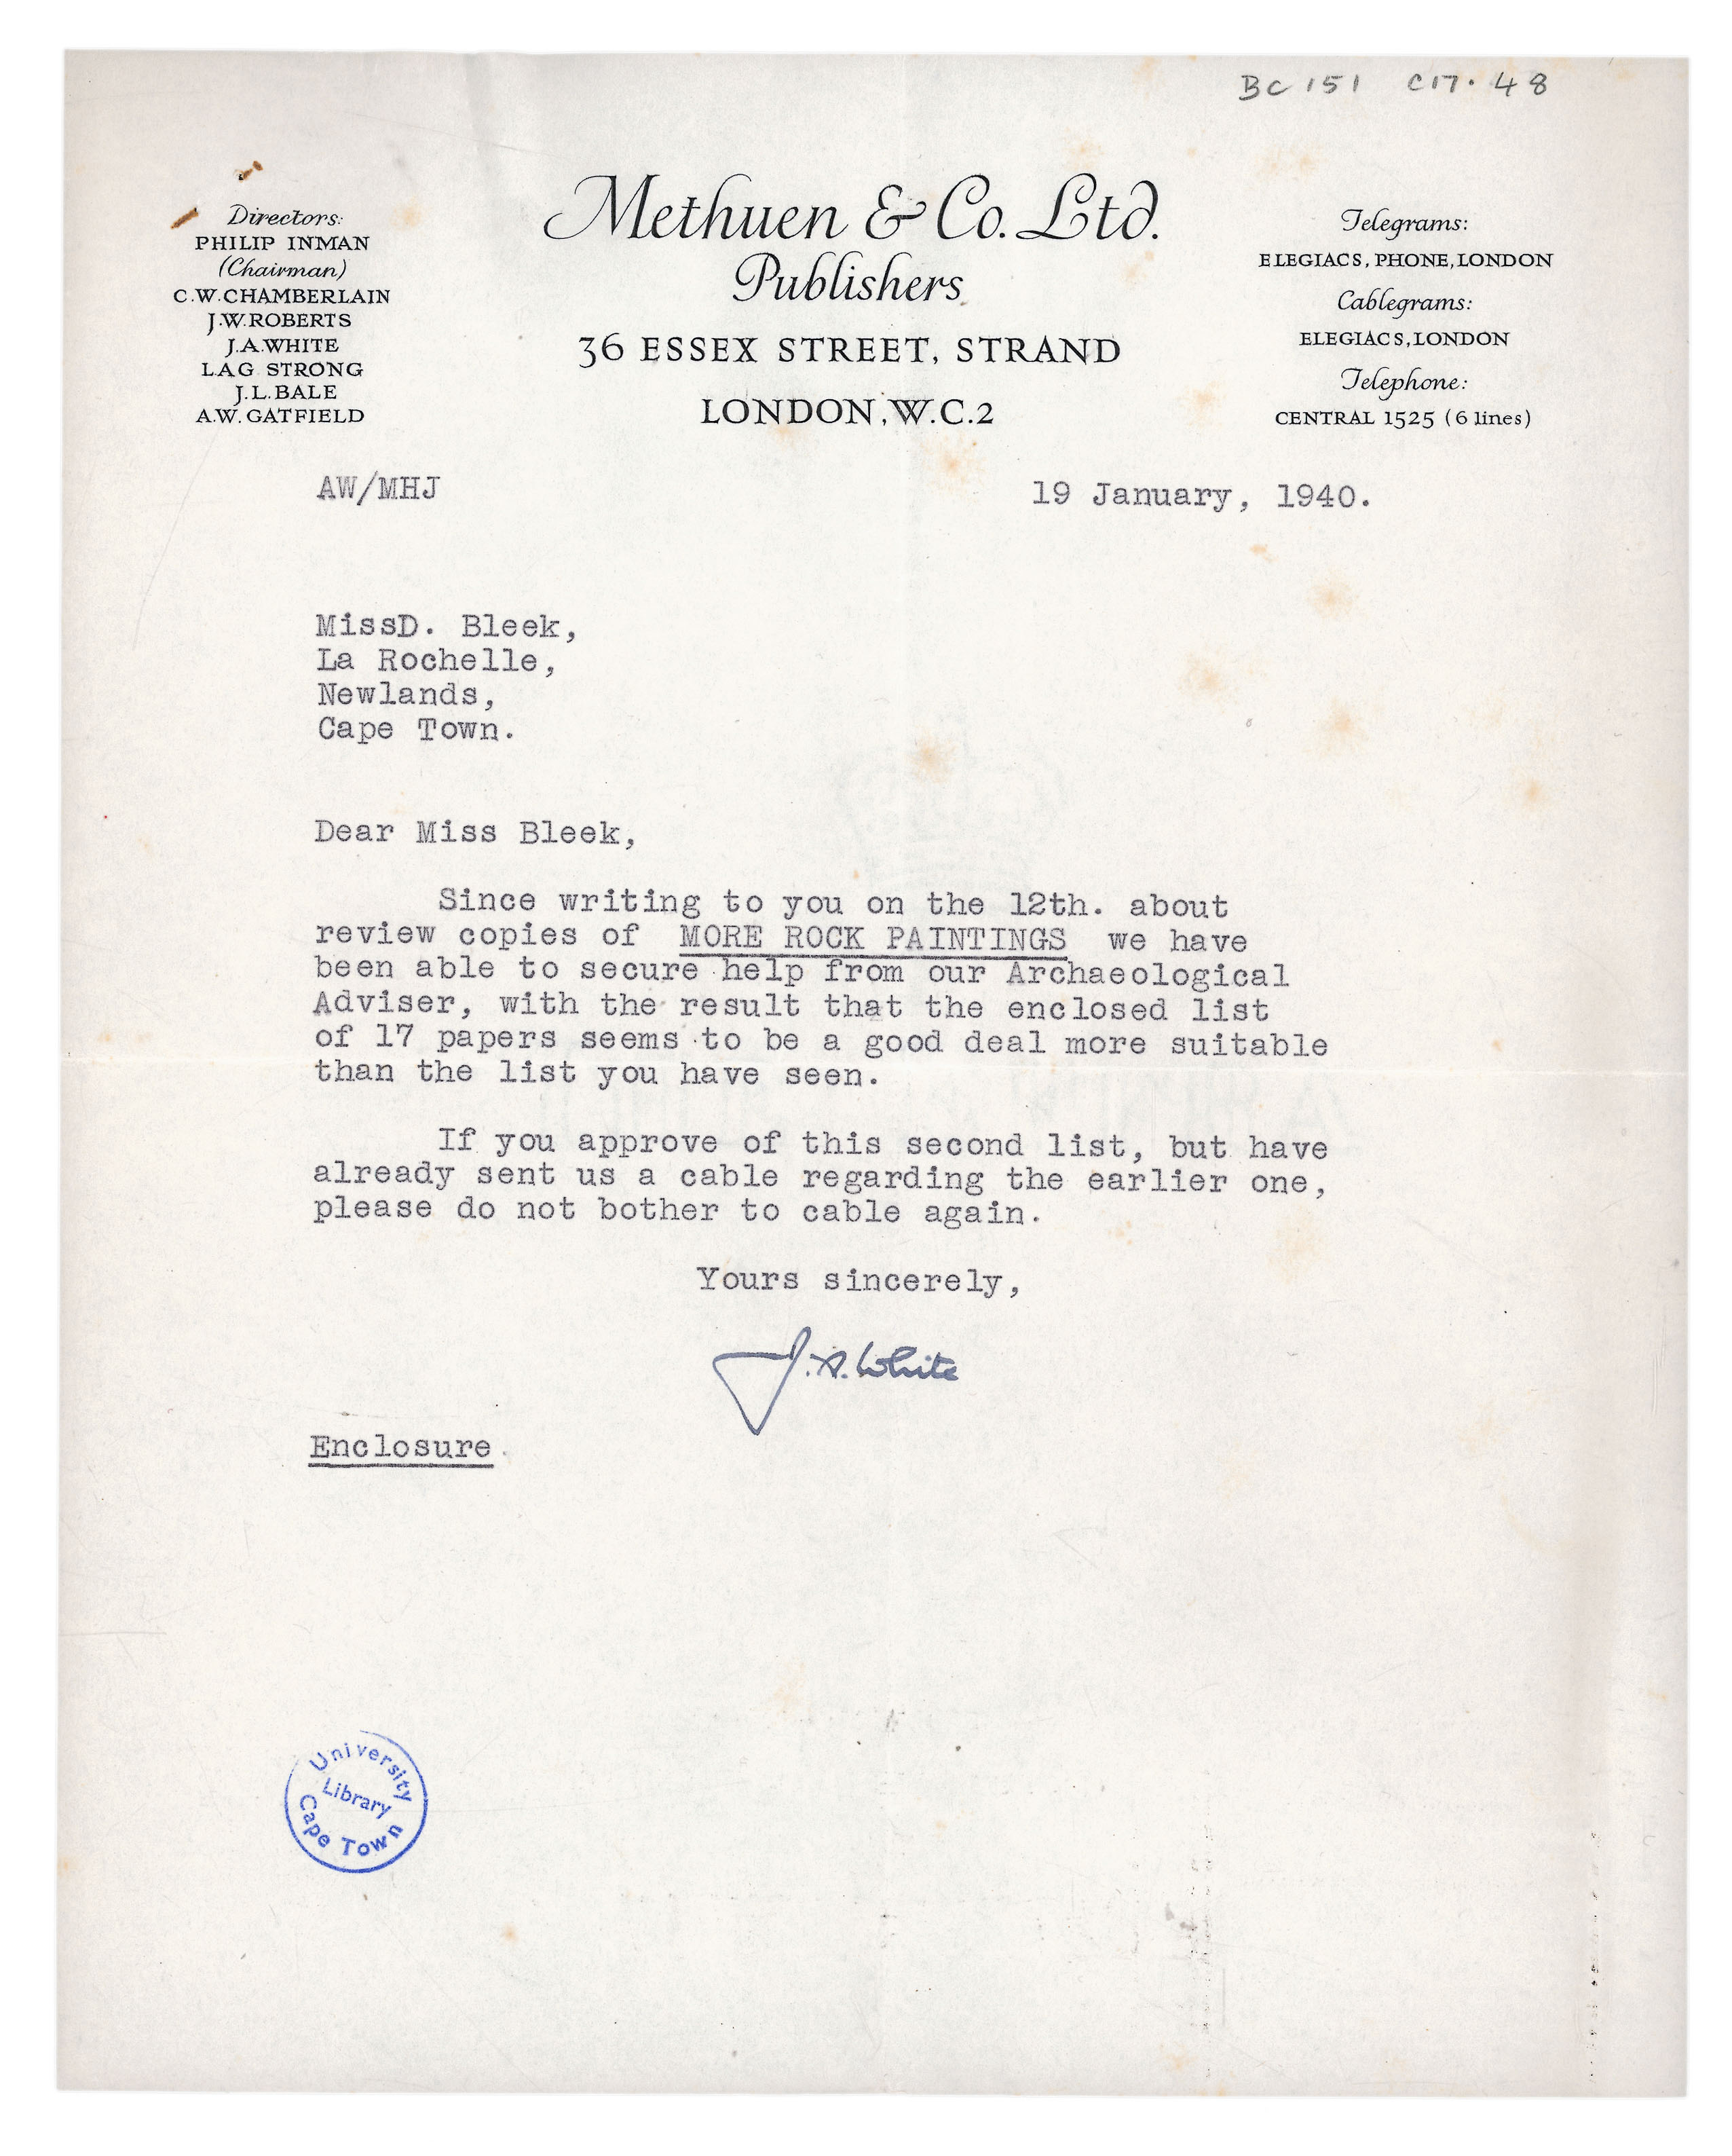 BC 151 C17. 48
Directors:
PHILIP INMAN
(Chairman)
C.W.CHAMBERLAIN
J.W.ROBERTS
J.A.WHITE
L.A.G STRONG
J.L.BALE
A.W.GATFIELD
Methuen & Co. Ltd.
Publishers
36 ESSEX STREET, STRAND
LONDON, W.C.2
Telegrams:
ELEGIACS, PHONE, LONDON
Cablegrams:
ELEGIACS, LONDON
Telephone:
CENTRAL 1525 (6 lines)
AW/MHJ
19 January, 1940.
MissD. Bleek,
La Rochelle,
Newlands,
Cape Town.
Dear Miss Bleek,
Since writing to you on the 12th. about
review copies of MORE ROCK PAINTINGS we have
been able to secure help from our Archaeological
Adviser, with the result that the enclosed list
of 17 papers seems to be a good deal more suitable
than the list you have seen.
If you approve of this second list, but have
already sent us a cable regarding the earlier one,
please do not bother to cable again.
Yours sincerely,
J.A. White
Enclosure.
University
Library
Cape Town